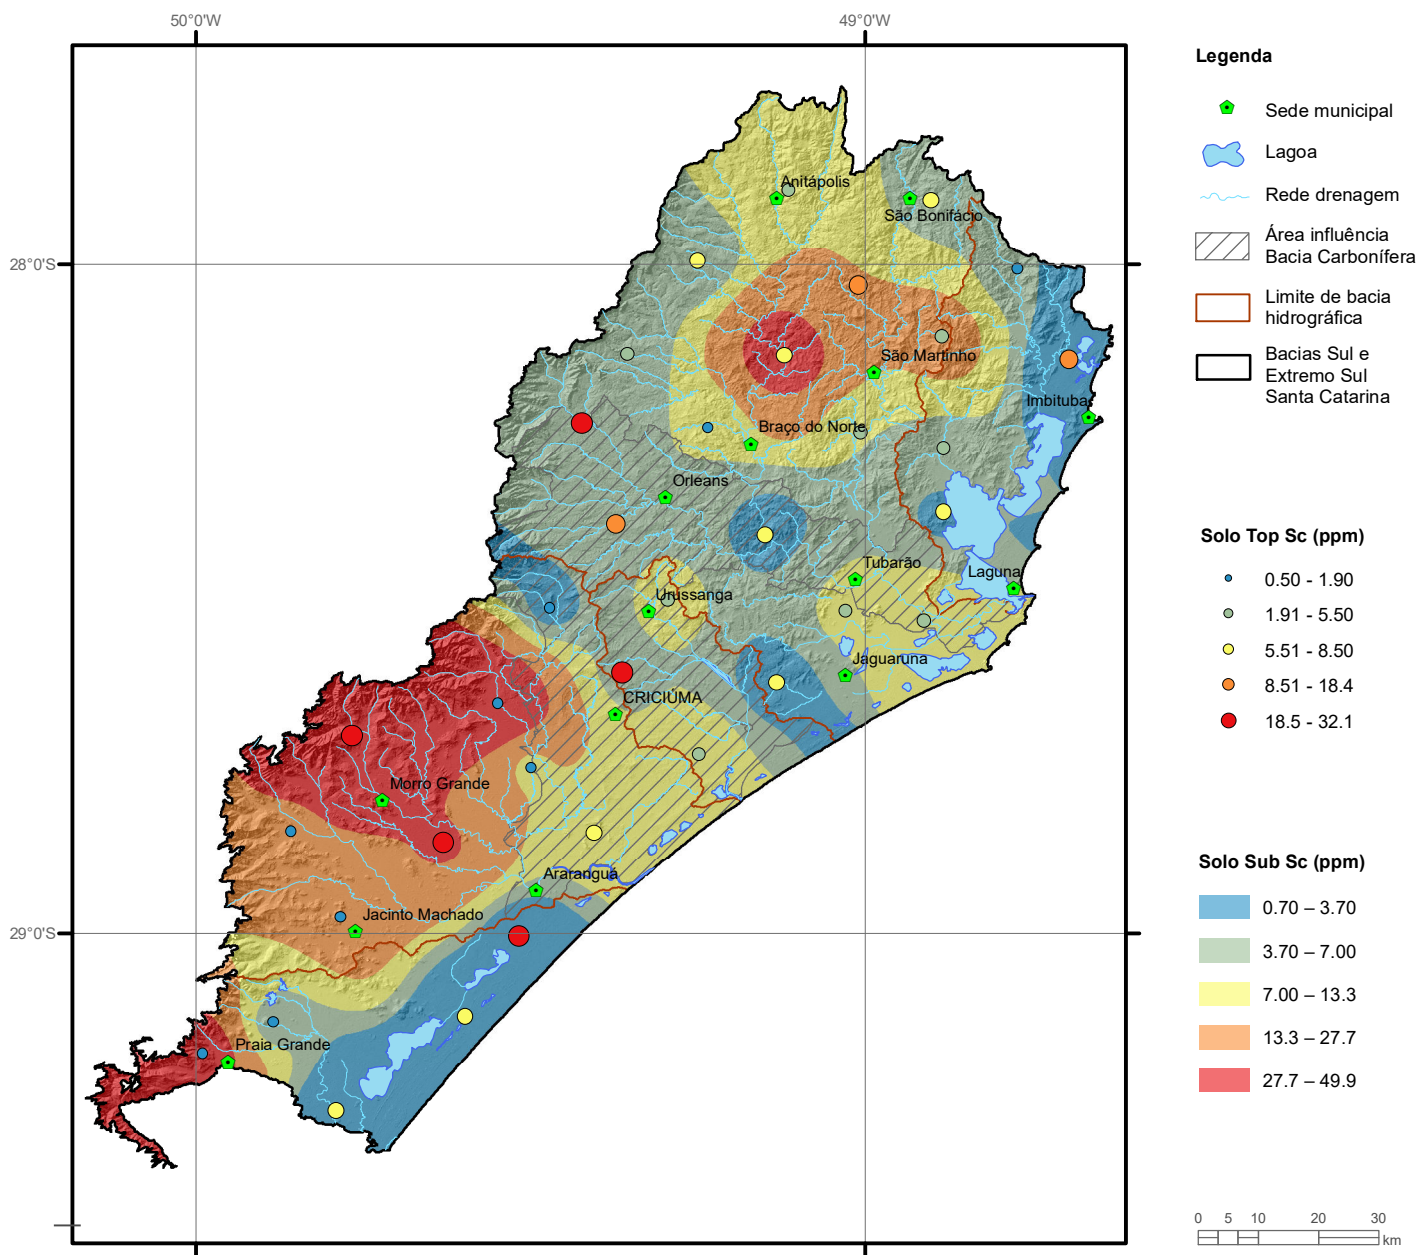 50°0'W
49°0'W
28°0'S
29°0'S
Anitápolis
São Bonifácio
São Martinho
Imbituba
Braço do Norte
Orleans
Tubarão
Laguna
Urussanga
Jaguaruna
CRICIÚMA
Morro Grande
Araranguá
Jacinto Machado
Praia Grande
Legenda
Sede municipal
Lagoa
Rede drenagem
Área influência
Bacia Carbonífera
Limite de bacia
hidrográfica
Bacias Sul e
Extremo Sul
Santa Catarina
Solo Top Sc (ppm)
0.50 - 1.90
1.91 - 5.50
5.51 - 8.50
8.51 - 18.4
18.5 - 32.1
Solo Sub Sc (ppm)
0.70 – 3.70
3.70 – 7.00
7.00 – 13.3
13.3 – 27.7
27.7 – 49.9
0 5 10 20 30
km